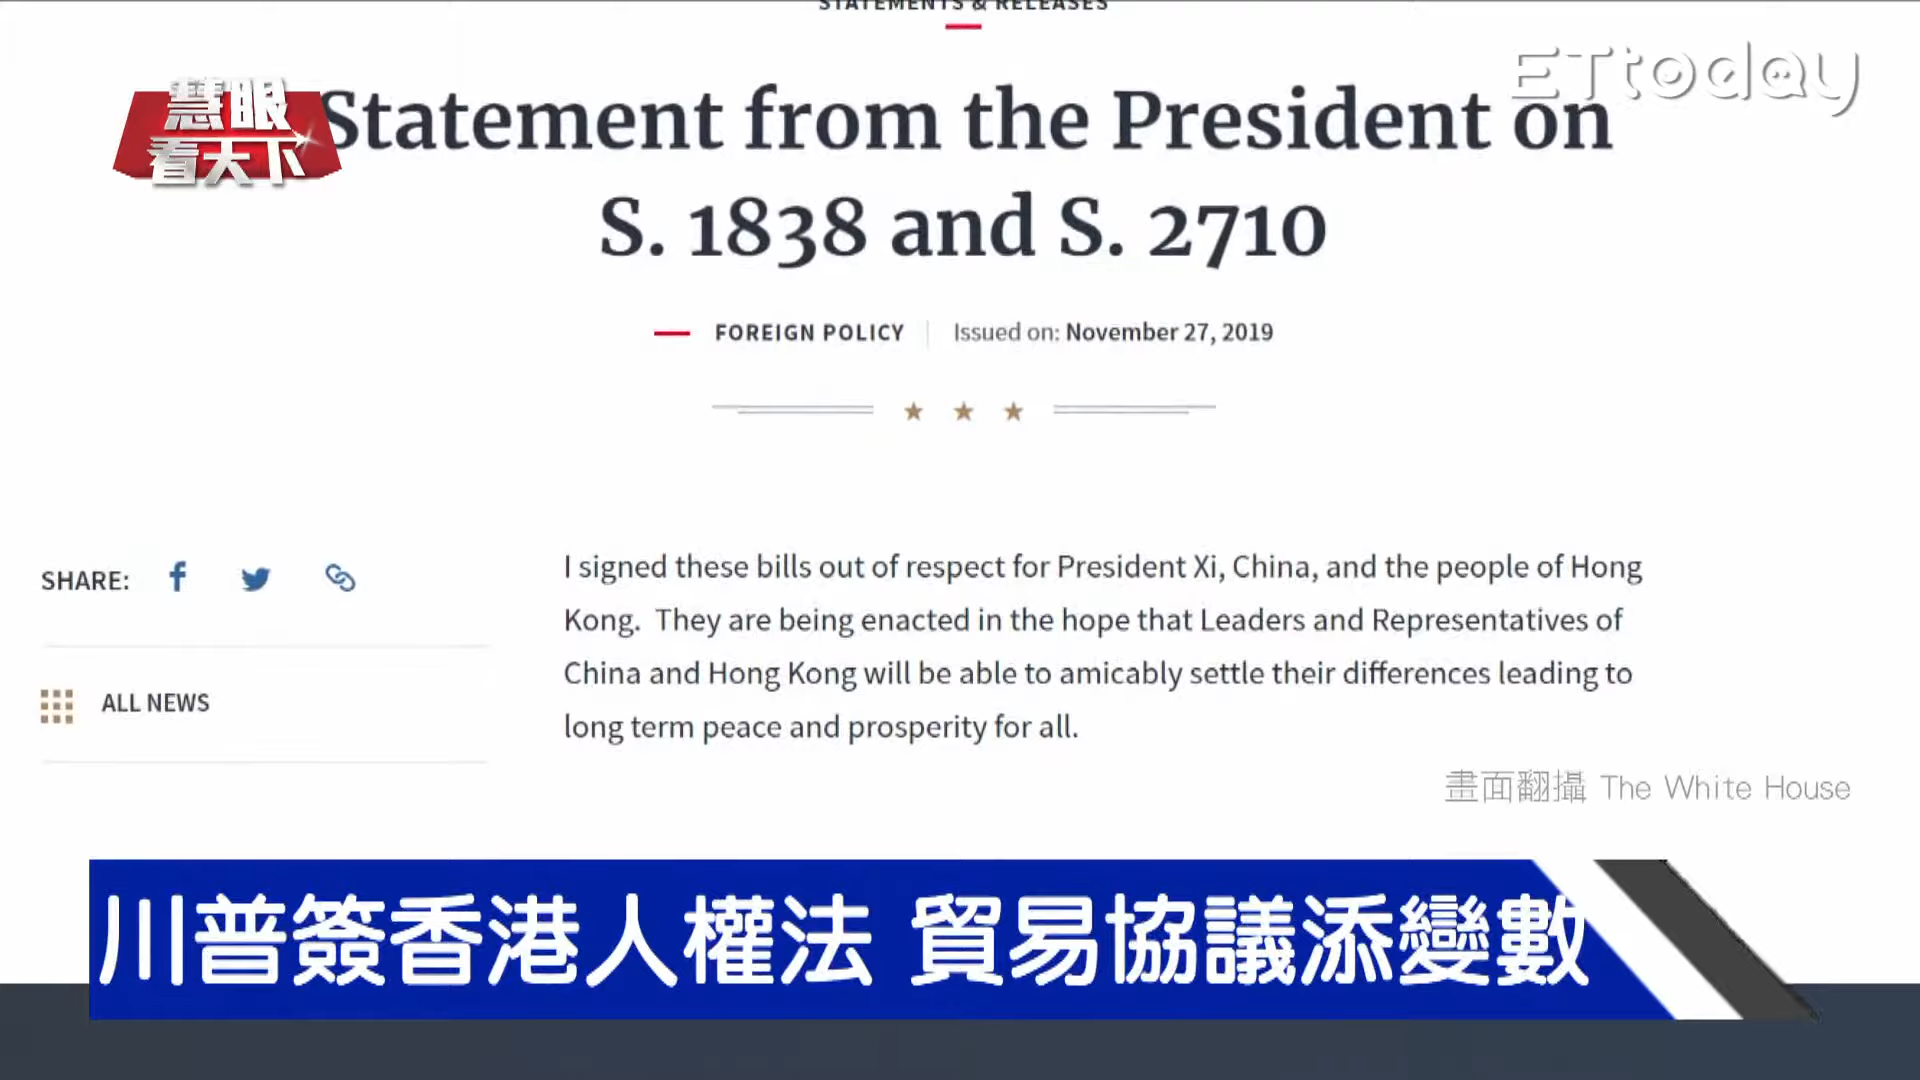 STATEMENTS & RELEASES
ETtoday
慧眼
看天下
Statement from the President on
S. 1838 and S. 2710
FOREIGN POLICY
Issued on: November 27, 2019
SHARE:
ALL NEWS
I signed these bills out of respect for President Xi, China, and the people of Hong
Kong. They are being enacted in the hope that Leaders and Representatives of
China and Hong Kong will be able to amicably settle their differences leading to
long term peace and prosperity for all.
畫面翻攝 The White House
川普簽香港人權法 貿易協議添變數